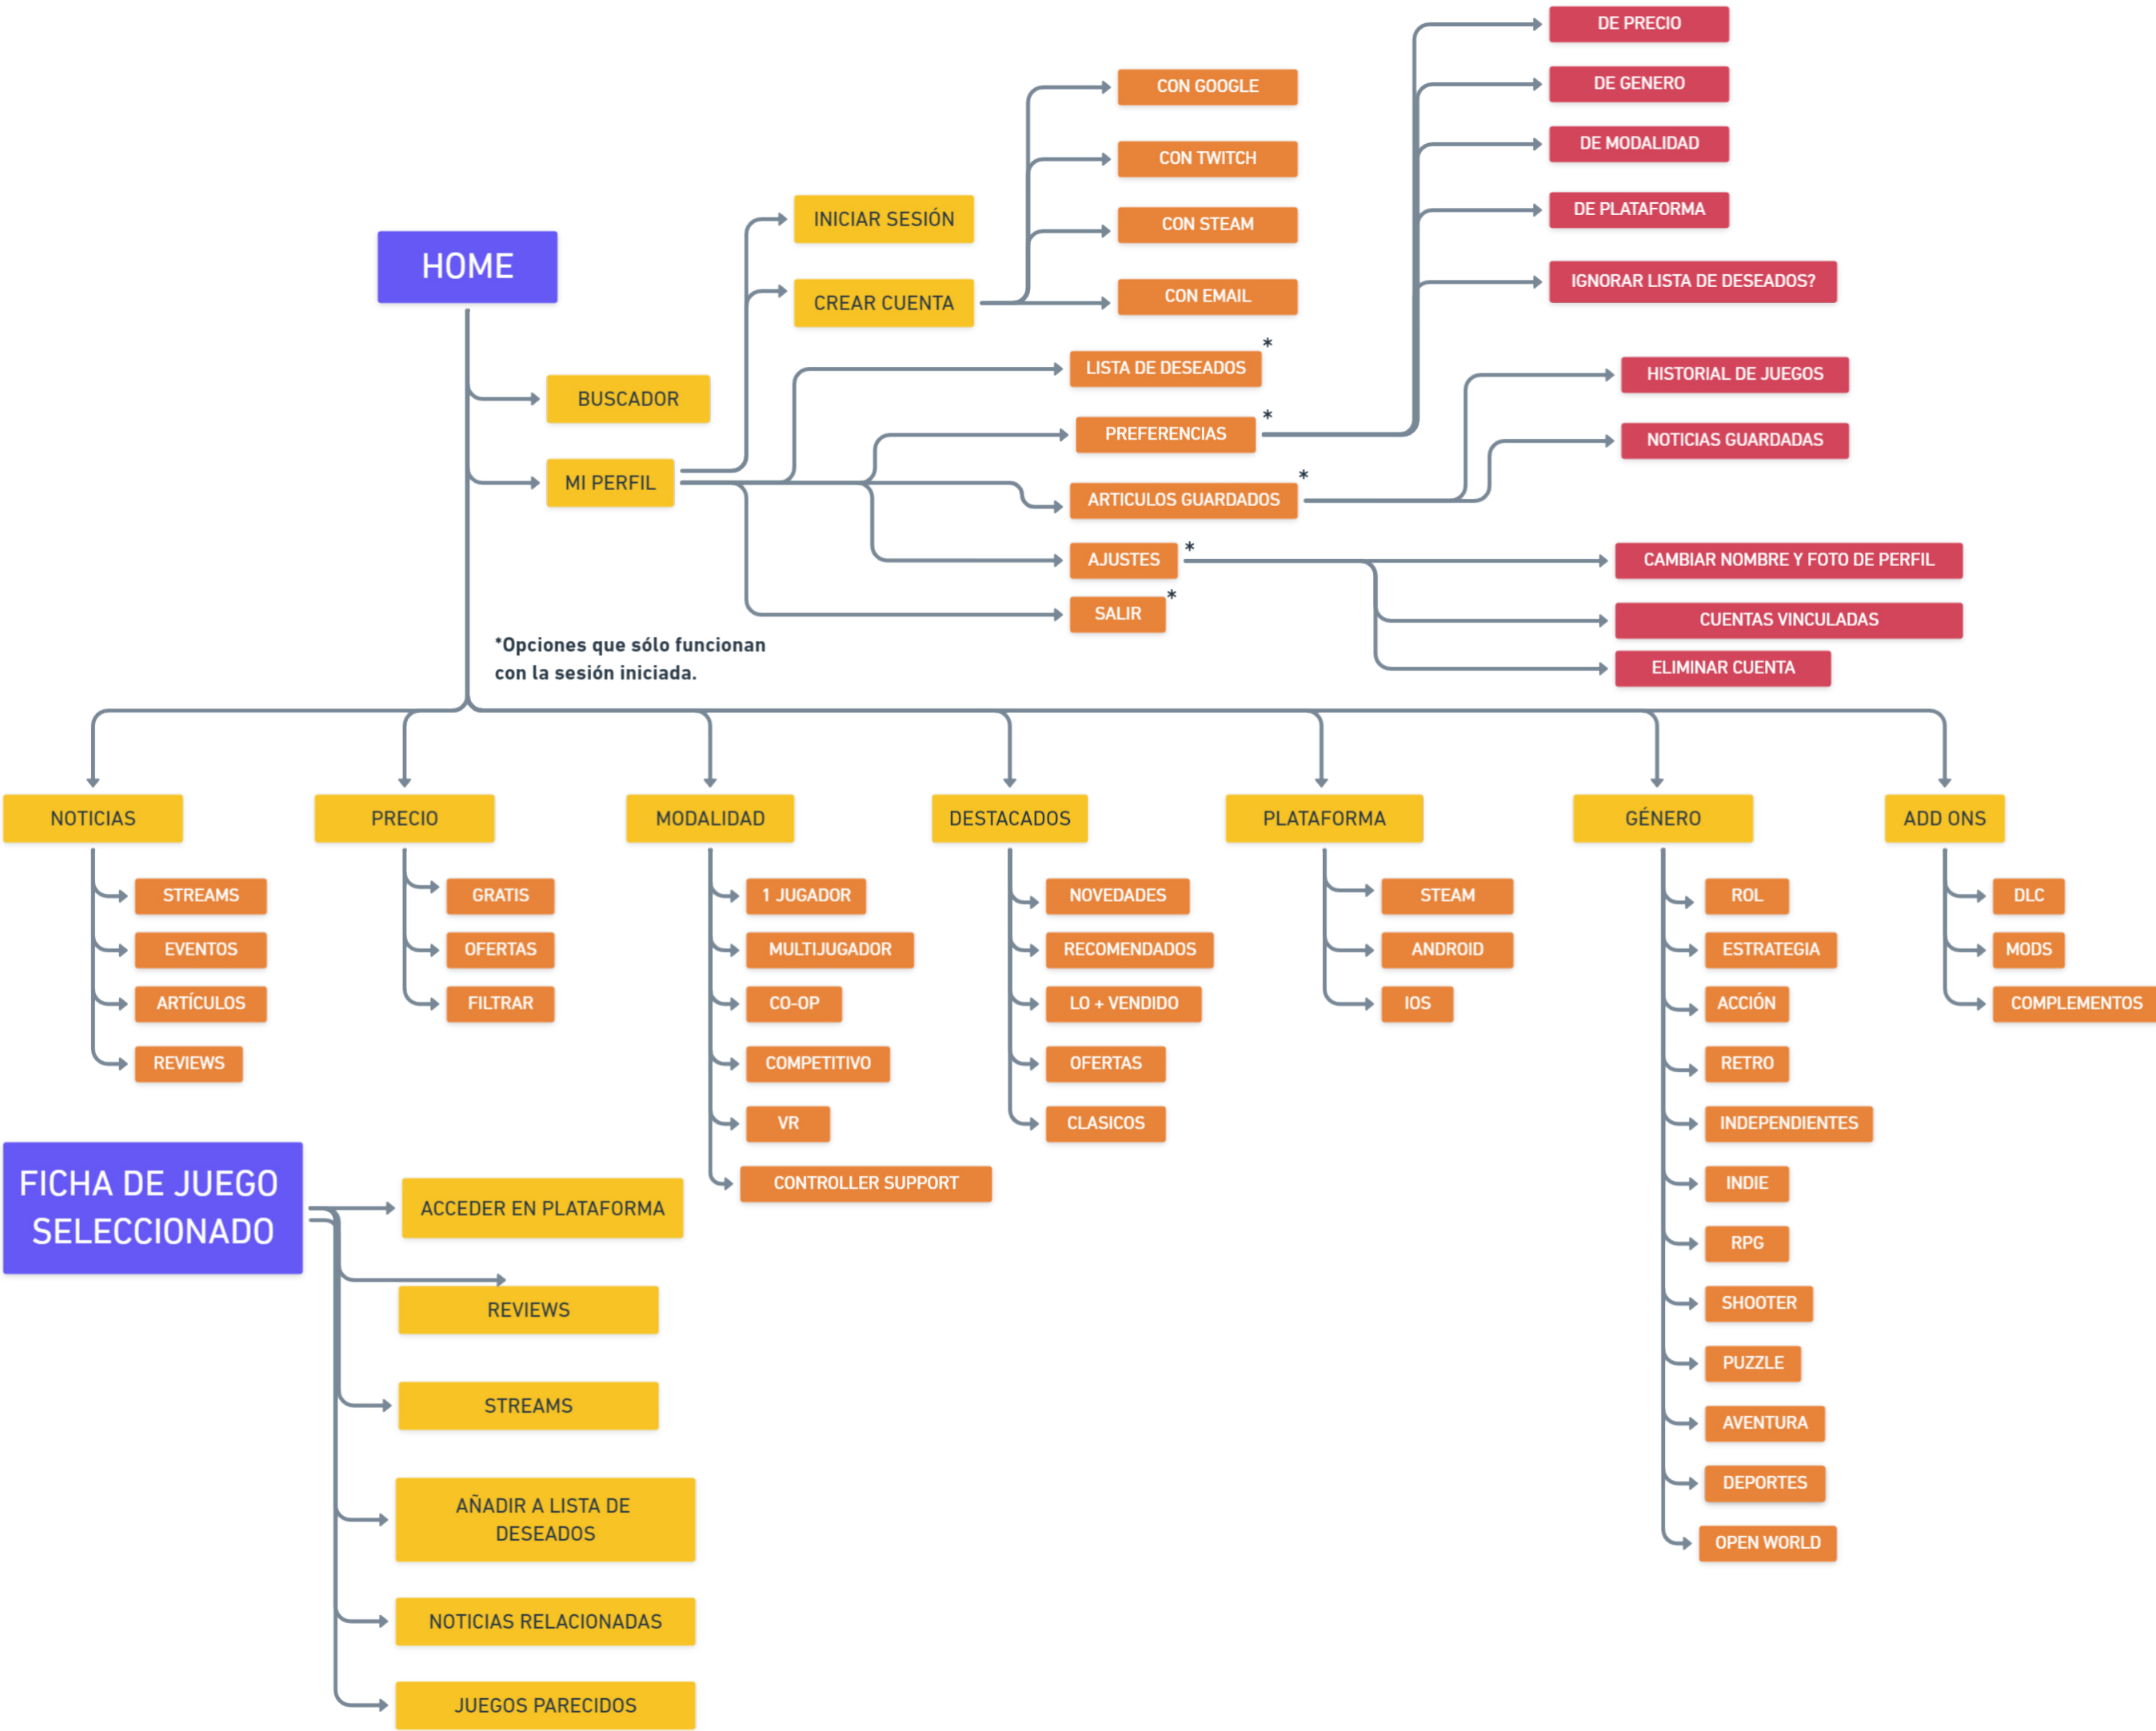 DE PRECIO
DE GENERO
DE MODALIDAD
DE PLATAFORMA
IGNORAR LISTA DE DESEADOS?
CON GOOGLE
CON TWITCH
CON STEAM
CON EMAIL
INICIAR SESIÓN
CREAR CUENTA
HOME
BUSCADOR
MI PERFIL
LISTA DE DESEADOS *
PREFERENCIAS *
ARTICULOS GUARDADOS *
AJUSTES *
SALIR *
HISTORIAL DE JUEGOS
NOTICIAS GUARDADAS
CAMBIAR NOMBRE Y FOTO DE PERFIL
CUENTAS VINCULADAS
ELIMINAR CUENTA
*Opciones que sólo funcionan
con la sesión iniciada.
NOTICIAS
STREAMS
EVENTOS
ARTÍCULOS
REVIEWS
PRECIO
GRATIS
OFERTAS
FILTRAR
MODALIDAD
1 JUGADOR
MULTIJUGADOR
CO-OP
COMPETITIVO
VR
CONTROLLER SUPPORT
DESTACADOS
NOVEDADES
RECOMENDADOS
LO + VENDIDO
OFERTAS
CLASICOS
PLATAFORMA
STEAM
ANDROID
IOS
GÉNERO
ROL
ESTRATEGIA
ACCIÓN
RETRO
INDEPENDIENTES
INDIE
RPG
SHOOTER
PUZZLE
AVENTURA
DEPORTES
OPEN WORLD
ADD ONS
DLC
MODS
COMPLEMENTOS
FICHA DE JUEGO
SELECCIONADO
ACCEDER EN PLATAFORMA
REVIEWS
STREAMS
AÑADIR A LISTA DE
DESEADOS
NOTICIAS RELACIONADAS
JUEGOS PARECIDOS